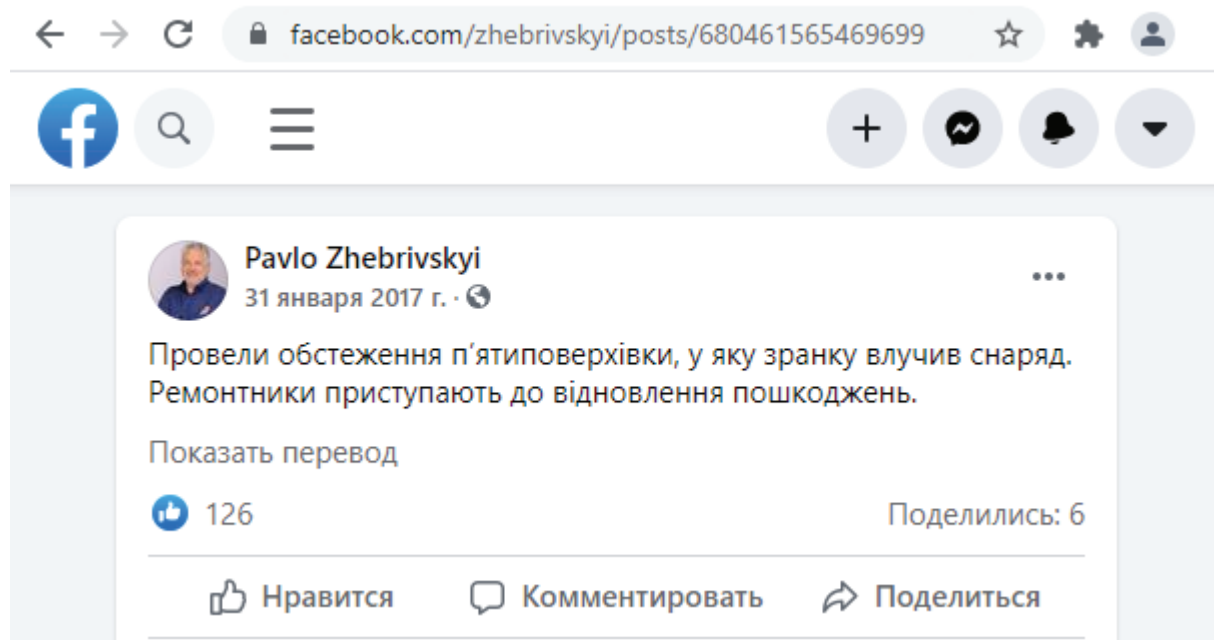 facebook.com/zhebrivskyi/posts/680461565469699
Pavlo Zhebrivskyi
31 января 2017 г. ·
Провели обстеження п’ятиповерхівки, у яку зранку влучив снаряд.
Ремонтники приступають до відновлення пошкоджень.
Показать перевод
126
Поделились: 6
Нравится
Комментировать
Поделиться